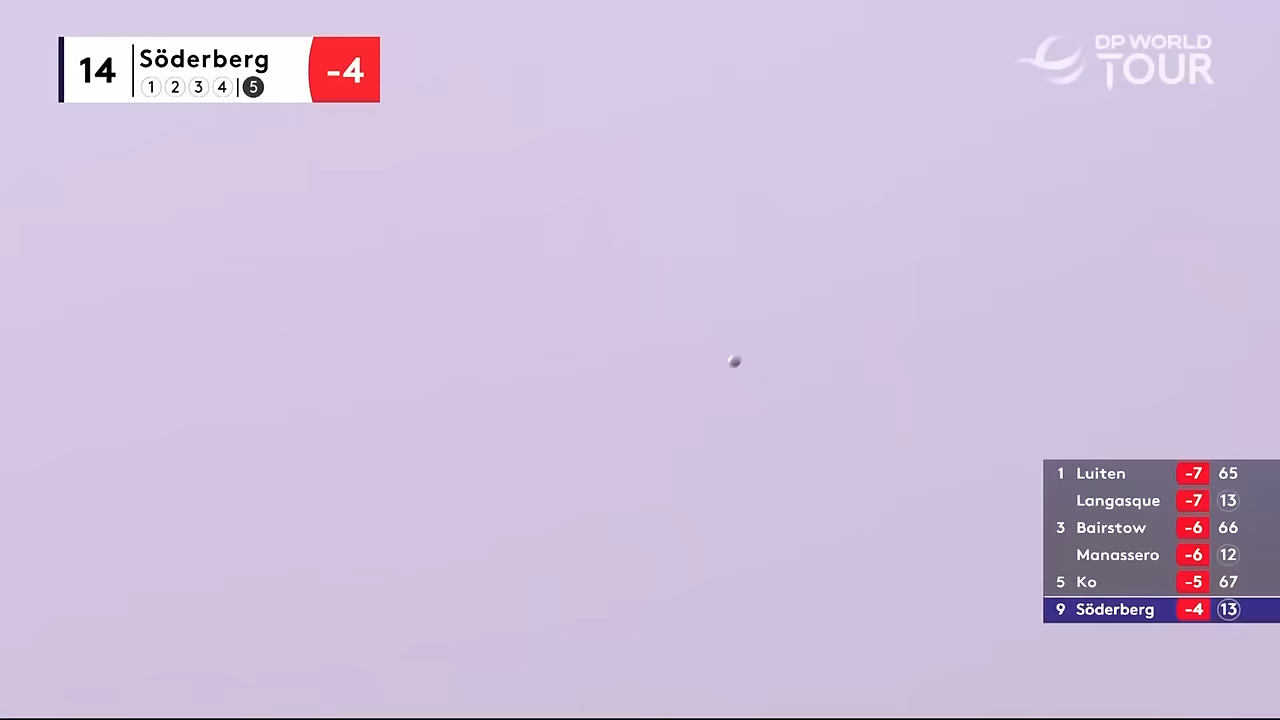 14 Söderberg -4
1 2 3 4 | 5
DP WORLD
TOUR
1 Luiten -7 65
Langasque -7 13
3 Bairstow -6 66
Manassero -6 12
5 Ko -5 67
9 Söderberg -4 13